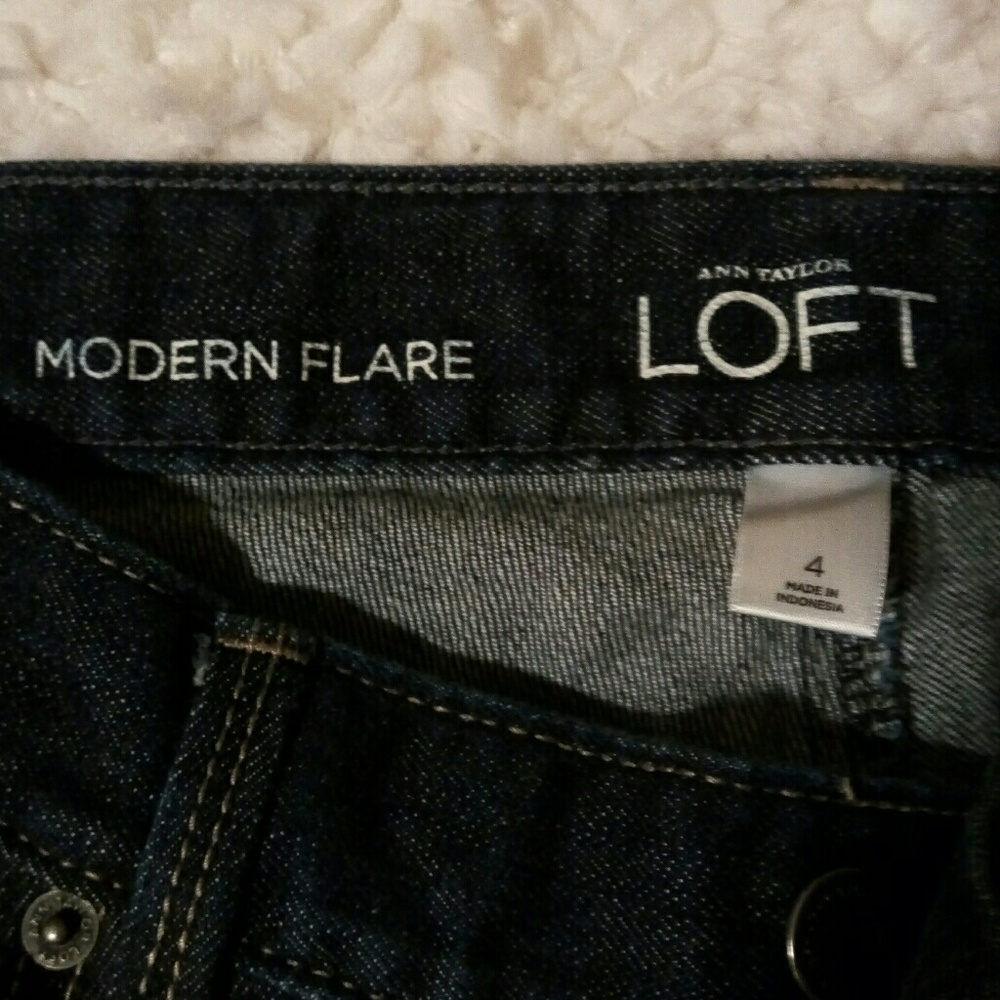 ANN TAYLOR
LOFT
MODERN FLARE
4
MADE IN
INDONESIA